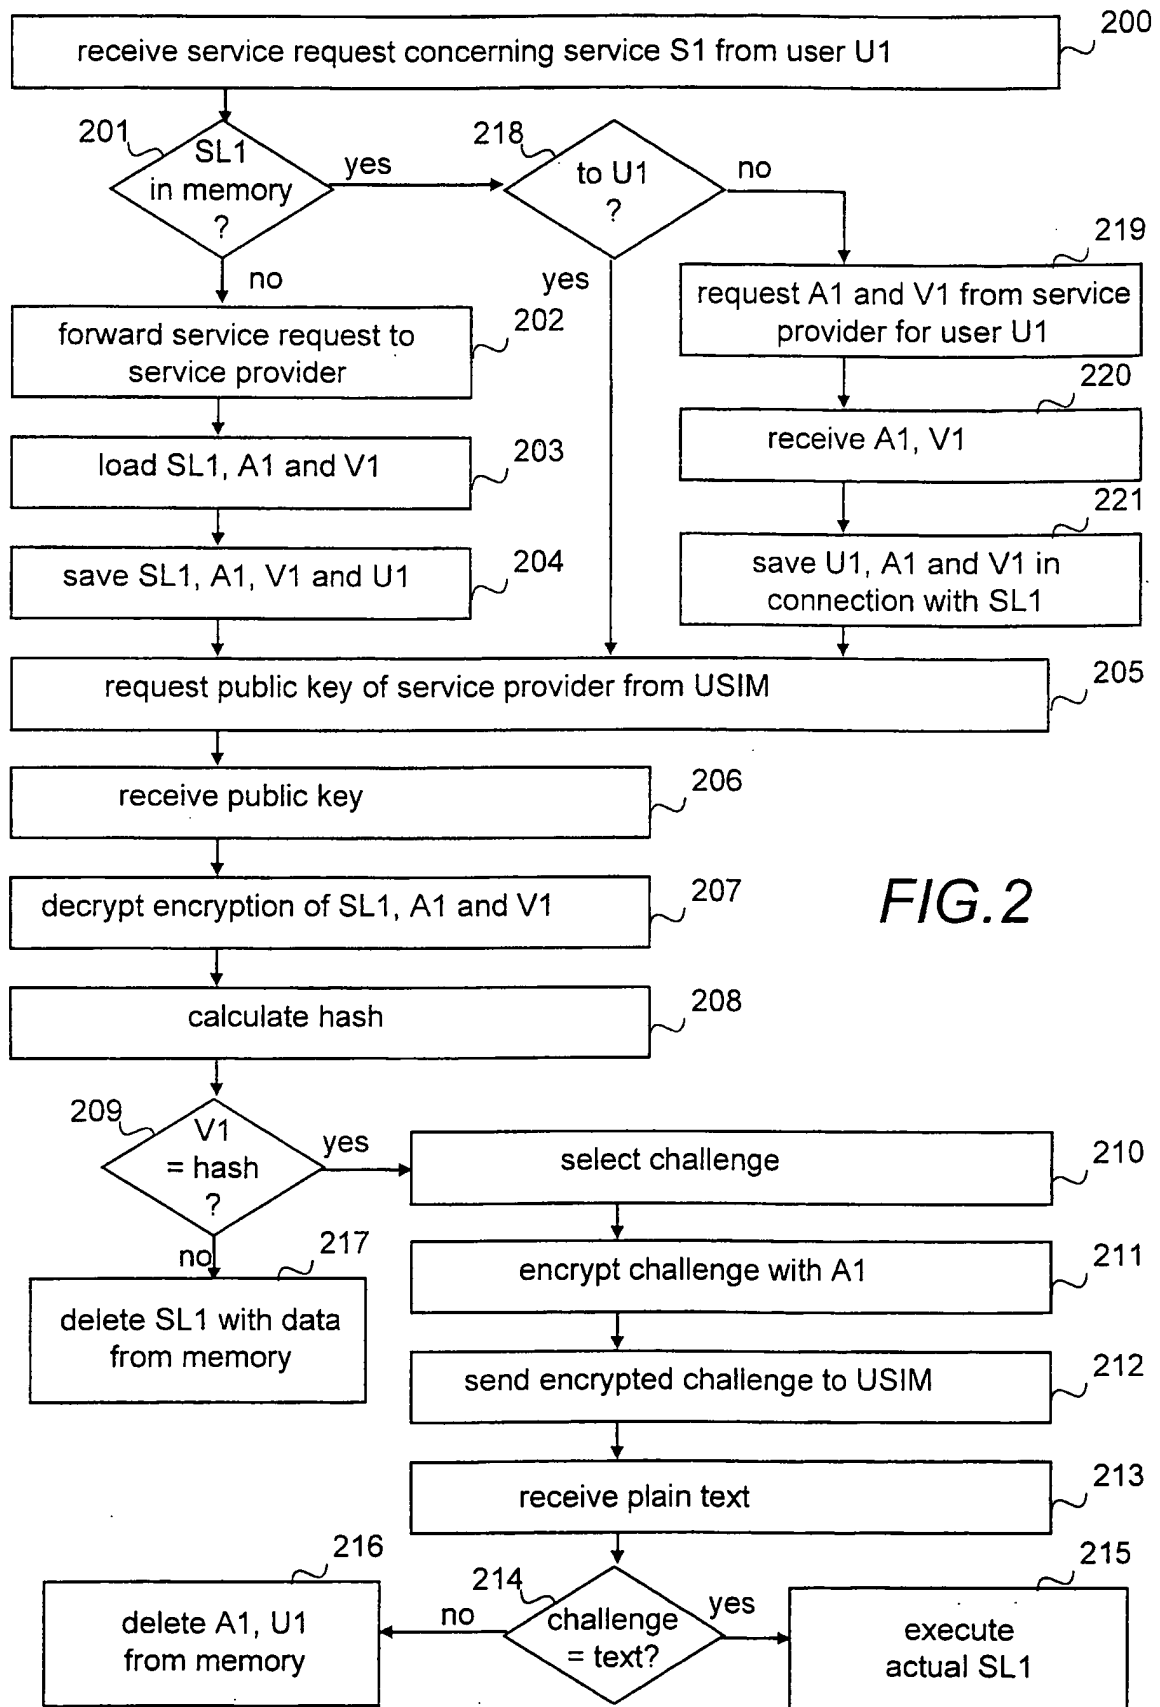 receive service request concerning service S1 from user U1
200
201
SL1
in memory
?
yes
no
218
to U1
?
no
yes
219
request A1 and V1 from service
provider for user U1
202
forward service request to
service provider
220
receive A1, V1
203
load SL1, A1 and V1
221
save U1, A1 and V1 in
connection with SL1
204
save SL1, A1, V1 and U1
205
request public key of service provider from USIM
206
receive public key
207
decrypt encryption of SL1, A1 and V1
FIG.2
208
calculate hash
209
V1
= hash
?
yes
no
210
select challenge
217
delete SL1 with data
from memory
211
encrypt challenge with A1
212
send encrypted challenge to USIM
213
receive plain text
214
challenge
= text?
no
yes
216
delete A1, U1
from memory
215
execute
actual SL1